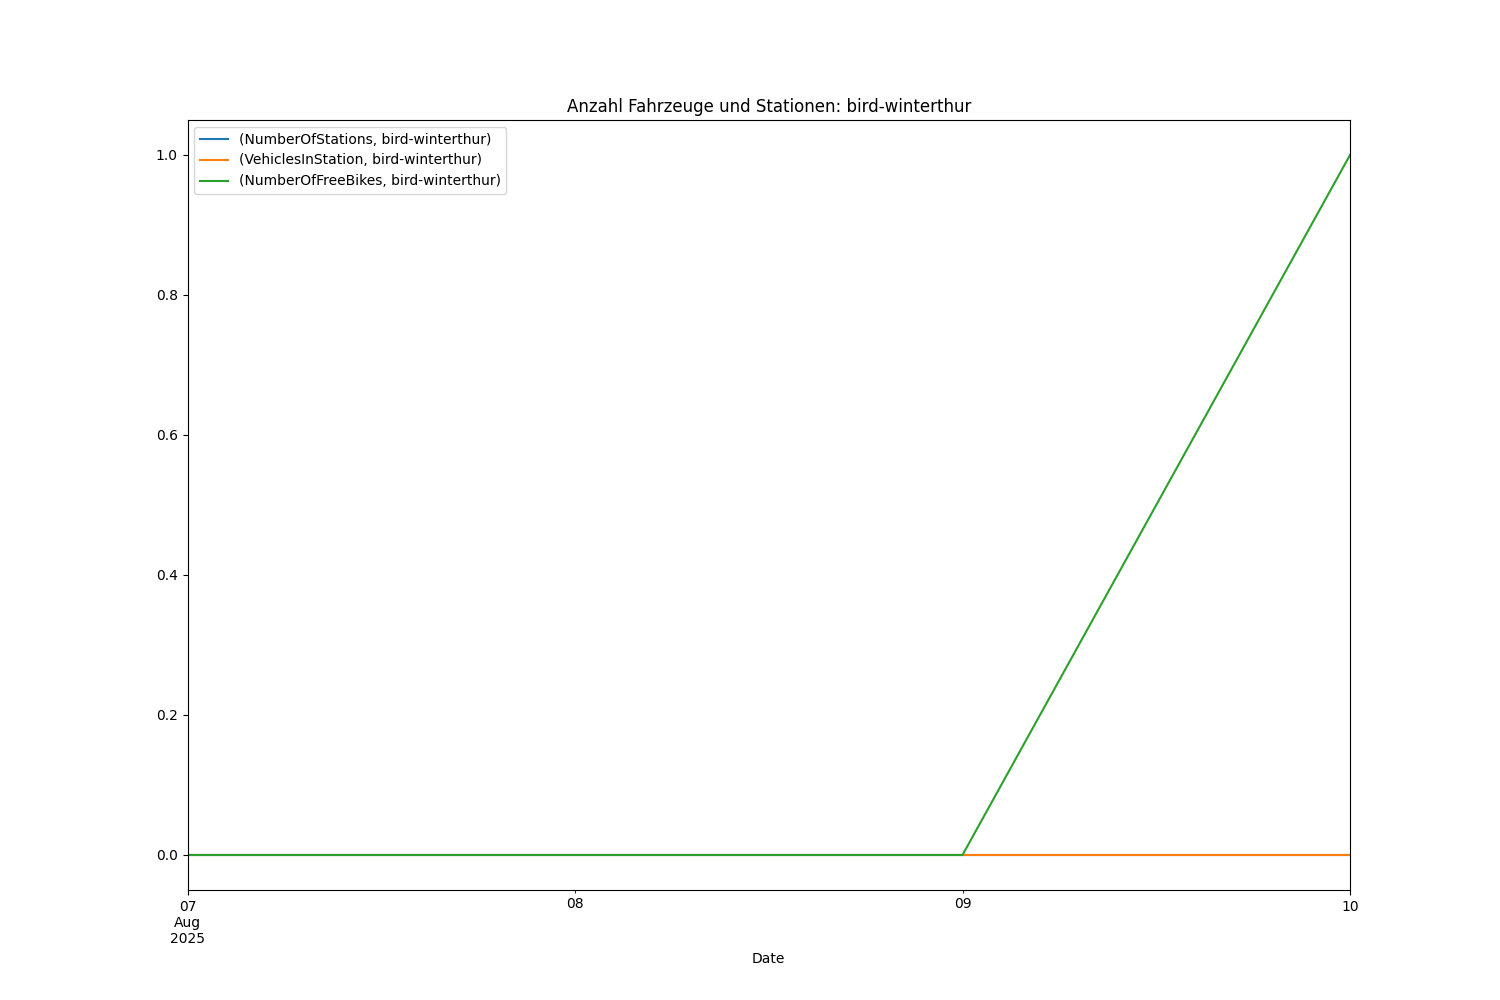 Anzahl Fahrzeuge und Stationen: bird-winterthur
(NumberOfStations, bird-winterthur)
(VehiclesInStation, bird-winterthur)
(NumberOfFreeBikes, bird-winterthur)
1.0
0.8
0.6
0.4
0.2
0.0
07 08 09 10
Aug
2025
Date